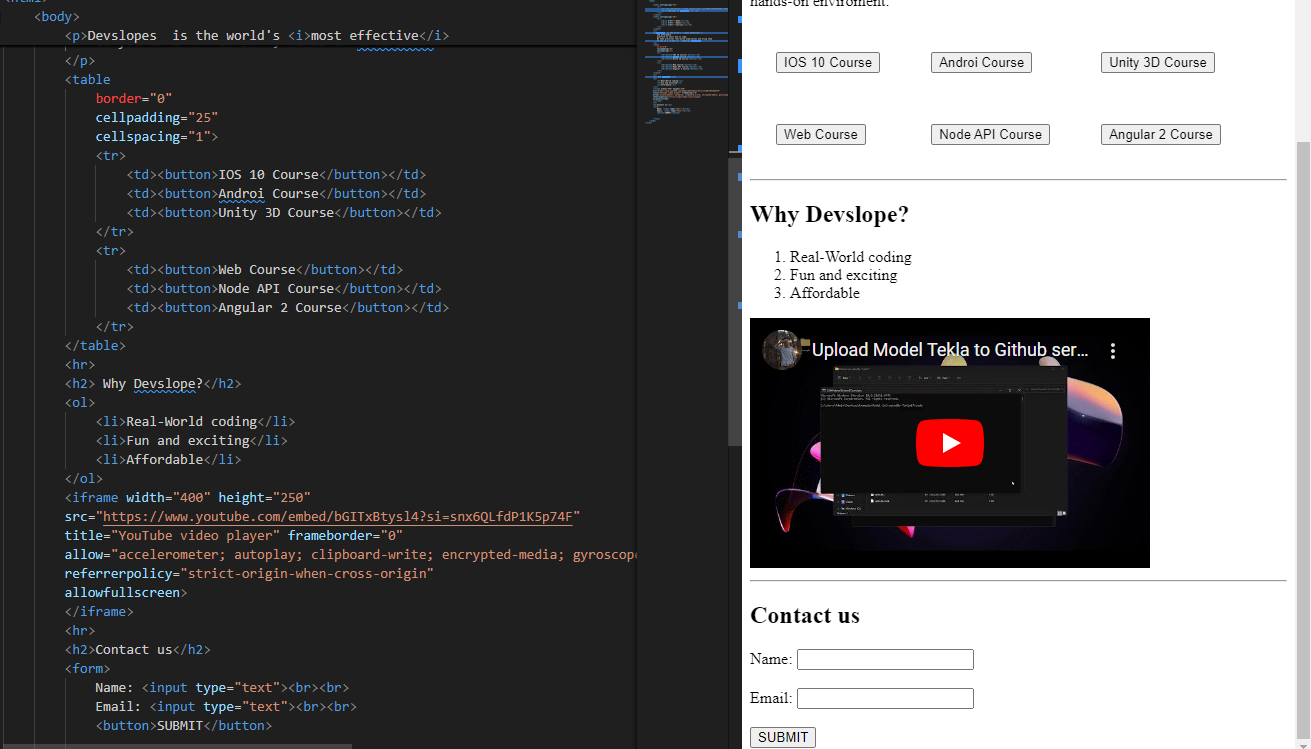 <html>
<body>
<p>Devslopes  is the world's <i>most effective</i>
</p>
<table
border="0"
cellpadding="25"
cellspacing="1">
<tr>
<td><button>IOS 10 Course</button></td>
<td><button>Androi Course</button></td>
<td><button>Unity 3D Course</button></td>
</tr>
<tr>
<td><button>Web Course</button></td>
<td><button>Node API Course</button></td>
<td><button>Angular 2 Course</button></td>
</tr>
</table>
<hr>
<h2> Why Devslope?</h2>
<ol>
<li>Real-World coding</li>
<li>Fun and exciting</li>
<li>Affordable</li>
</ol>
<iframe width="400" height="250"
src="https://www.youtube.com/embed/bGITxBtysl4?si=snx6QLfdP1K5p74F"
title="YouTube video player" frameborder="0"
allow="accelerometer; autoplay; clipboard-write; encrypted-media; gyroscope
referrerpolicy="strict-origin-when-cross-origin"
allowfullscreen>
</iframe>
<hr>
<h2>Contact us</h2>
<form>
Name: <input type="text"><br><br>
Email: <input type="text"><br><br>
<button>SUBMIT</button>
hands-on enviroment.
IOS 10 Course Androi Course Unity 3D Course
Web Course Node API Course Angular 2 Course
Why Devslope?
1. Real-World coding
2. Fun and exciting
3. Affordable
Upload Model Tekla to Github ser...
Contact us
Name:
Email:
SUBMIT